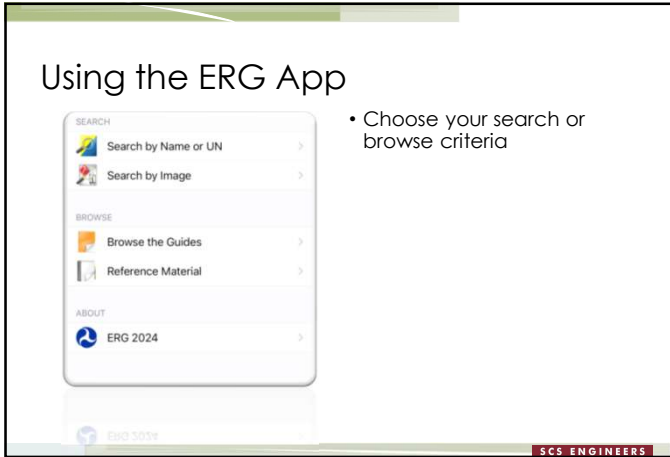 Using the ERG App
SEARCH
Search by Name or UN
Search by Image
BROWSE
Browse the Guides
Reference Material
ABOUT
ERG 2024
• Choose your search or
browse criteria
SCS ENGINEERS